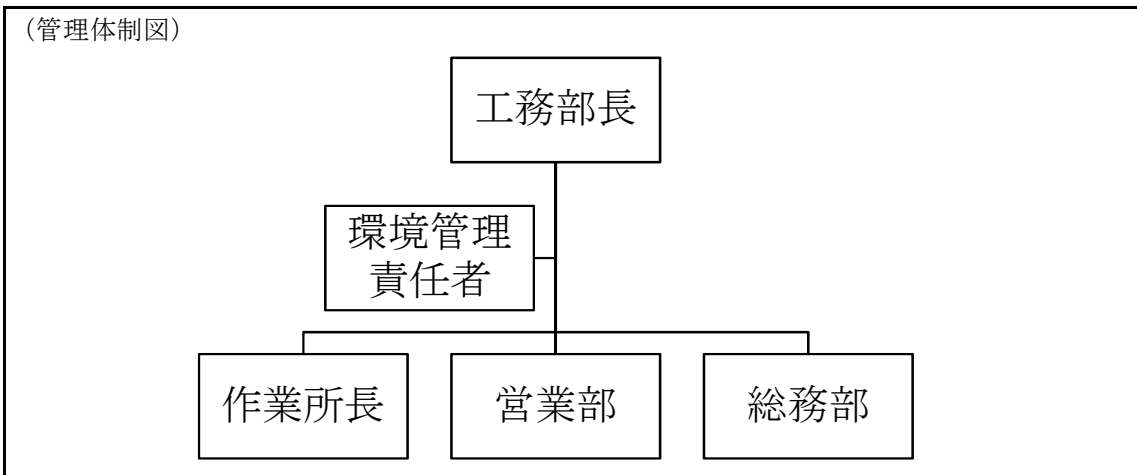 （管理体制図）
工務部長
環境管理
責任者
作業所長
営業部
総務部